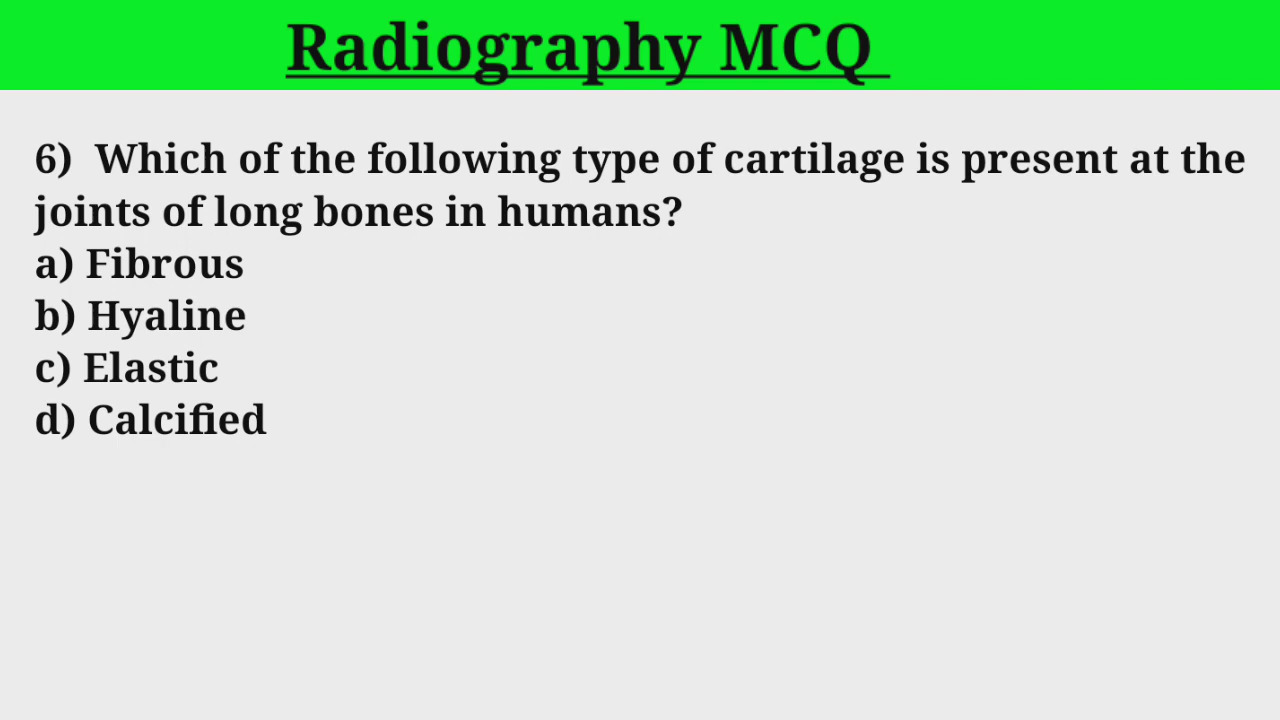 Radiography MCQ
6)  Which of the following type of cartilage is present at the
joints of long bones in humans?
a) Fibrous
b) Hyaline
c) Elastic
d) Calcified